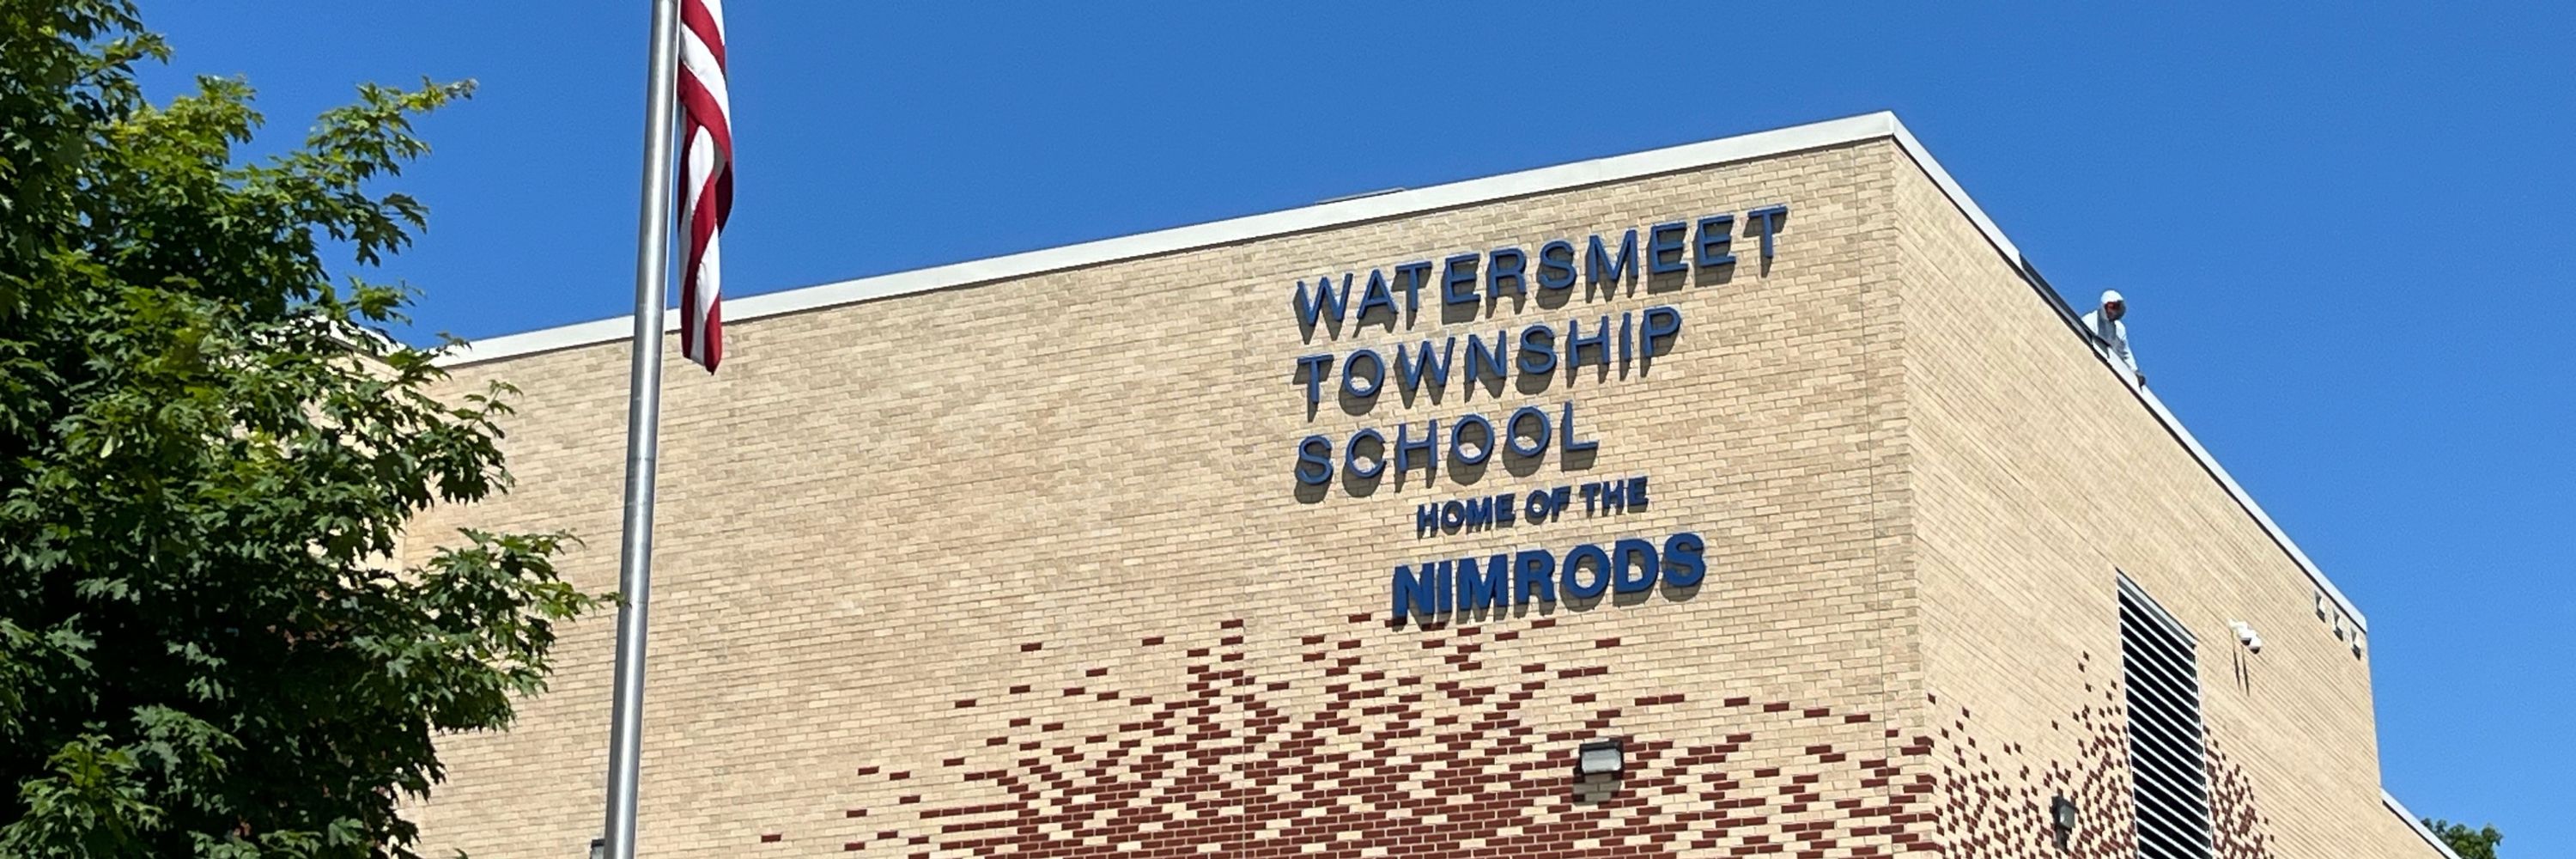 WATERSMEET
TOWNSHIP
SCHOOL
HOME OF THE
NIMRODS